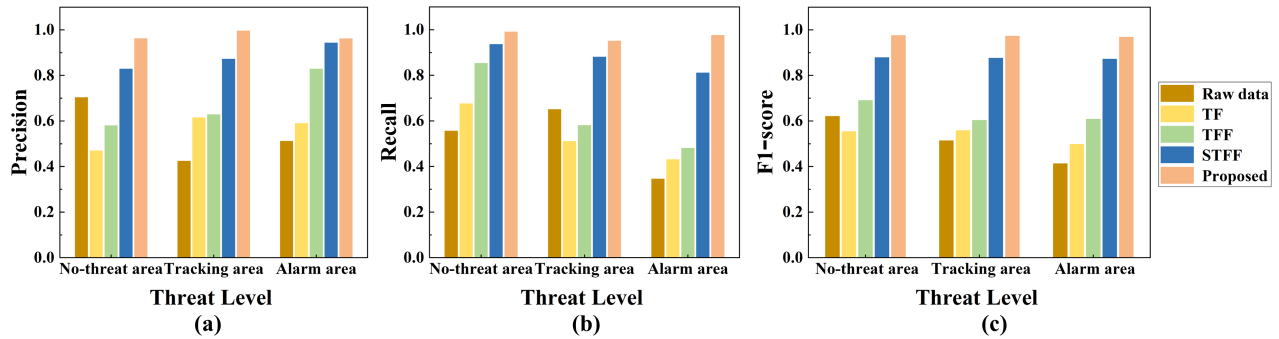 Precision
1.0
0.8
0.6
0.4
0.2
0.0
No-threat area Tracking area Alarm area
Threat Level
(a)
Recall
1.0
0.8
0.6
0.4
0.2
0.0
No-threat area Tracking area Alarm area
Threat Level
(b)
F1-score
1.0
0.8
0.6
0.4
0.2
0.0
No-threat area Tracking area Alarm area
Threat Level
(c)
Raw data
TF
TFF
STFF
Proposed